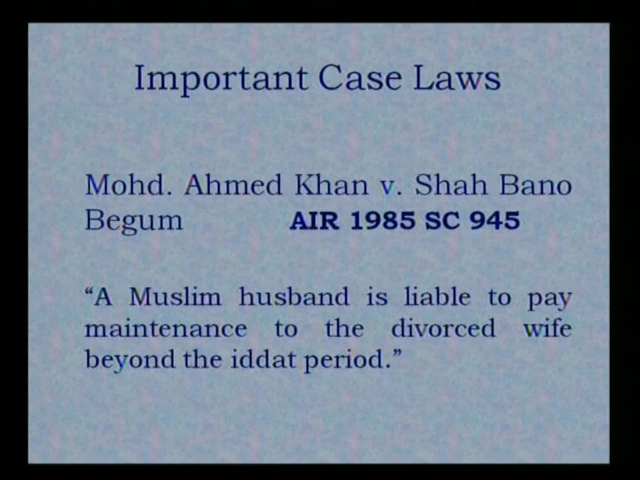 Important Case Laws
Mohd. Ahmed Khan v. Shah Bano
Begum AIR 1985 SC 945
“A Muslim husband is liable to pay
maintenance to the divorced wife
beyond the iddat period.”